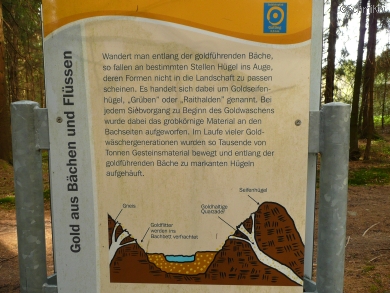 Gold aus Bächen und Flüssen
Wandert man entlang der goldführenden Bäche,
so fallen an bestimmten Stellen Hügel ins Auge,
deren Formen nicht in die Landschaft zu passen
scheinen. Es handelt sich dabei um Goldseifen-
hügel, „Grüben" oder „Raithalden" genannt. Bei
jedem Siebvorgang zu Beginn des Goldwaschens
wurde dabei das grobkörnige Material an den
Bachseiten aufgeworfen. Im Laufe vieler Gold-
wäschergenerationen wurden so Tausende von
Tonnen Gesteinsmaterial bewegt und entlang der
goldführenden Bäche zu markanten Hügeln
aufgehäuft.
Seifenhügel
Gneis
Goldhaltige
Quarzader
Goldflitter
werden ins
Bachbett verfrachtet